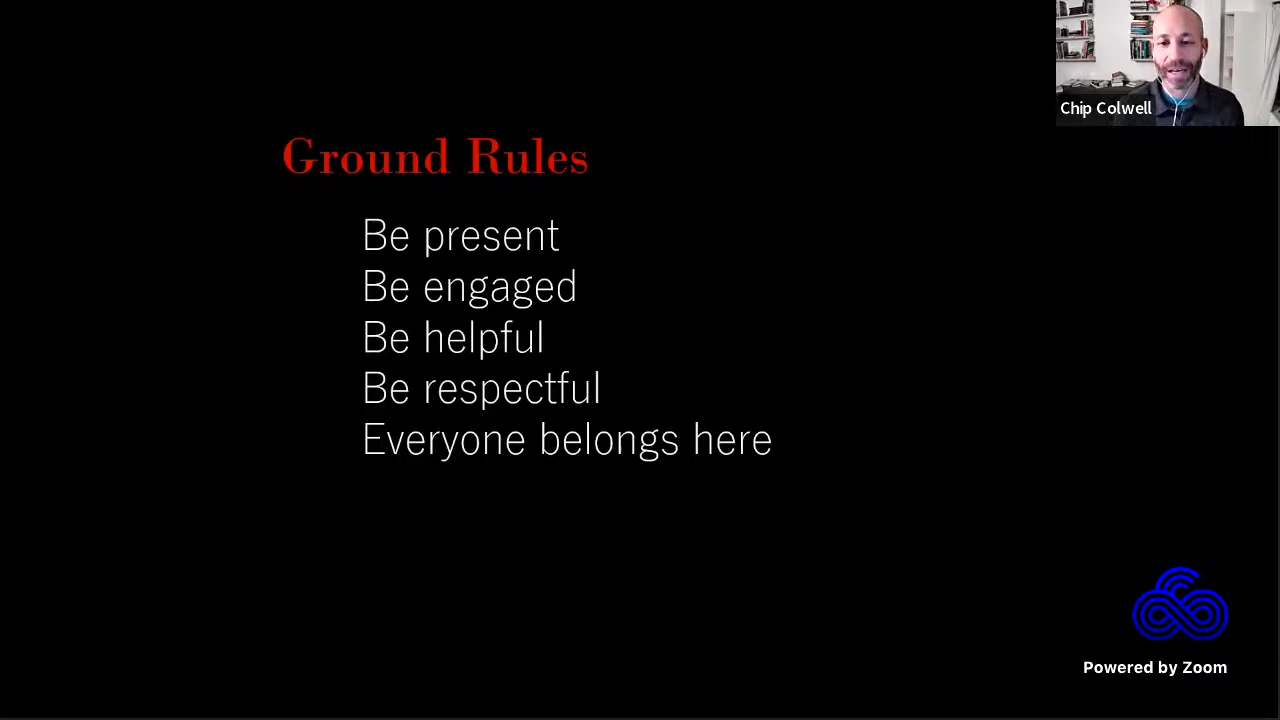 Chip Colwell
Ground Rules
Be present
Be engaged
Be helpful
Be respectful
Everyone belongs here
Powered by Zoom